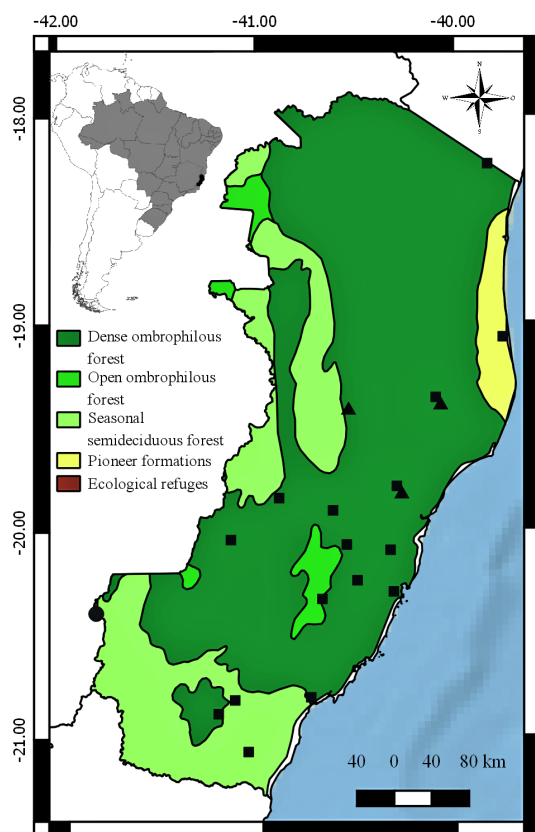 -42.00 -41.00 -40.00
-18.00
N
W O
S
-19.00
Dense ombrophilous
forest
Open ombrophilous
forest
Seasonal
semideciduous forest
Pioneer formations
Ecological refuges
-20.00
-21.00
40 0 40 80 km